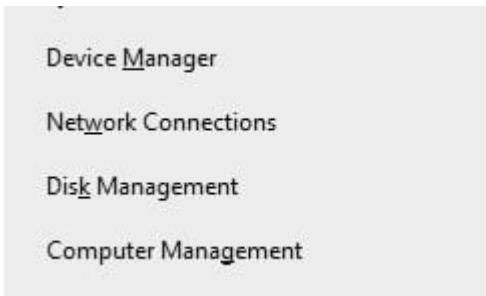 Device Manager
Network Connections
Disk Management
Computer Management